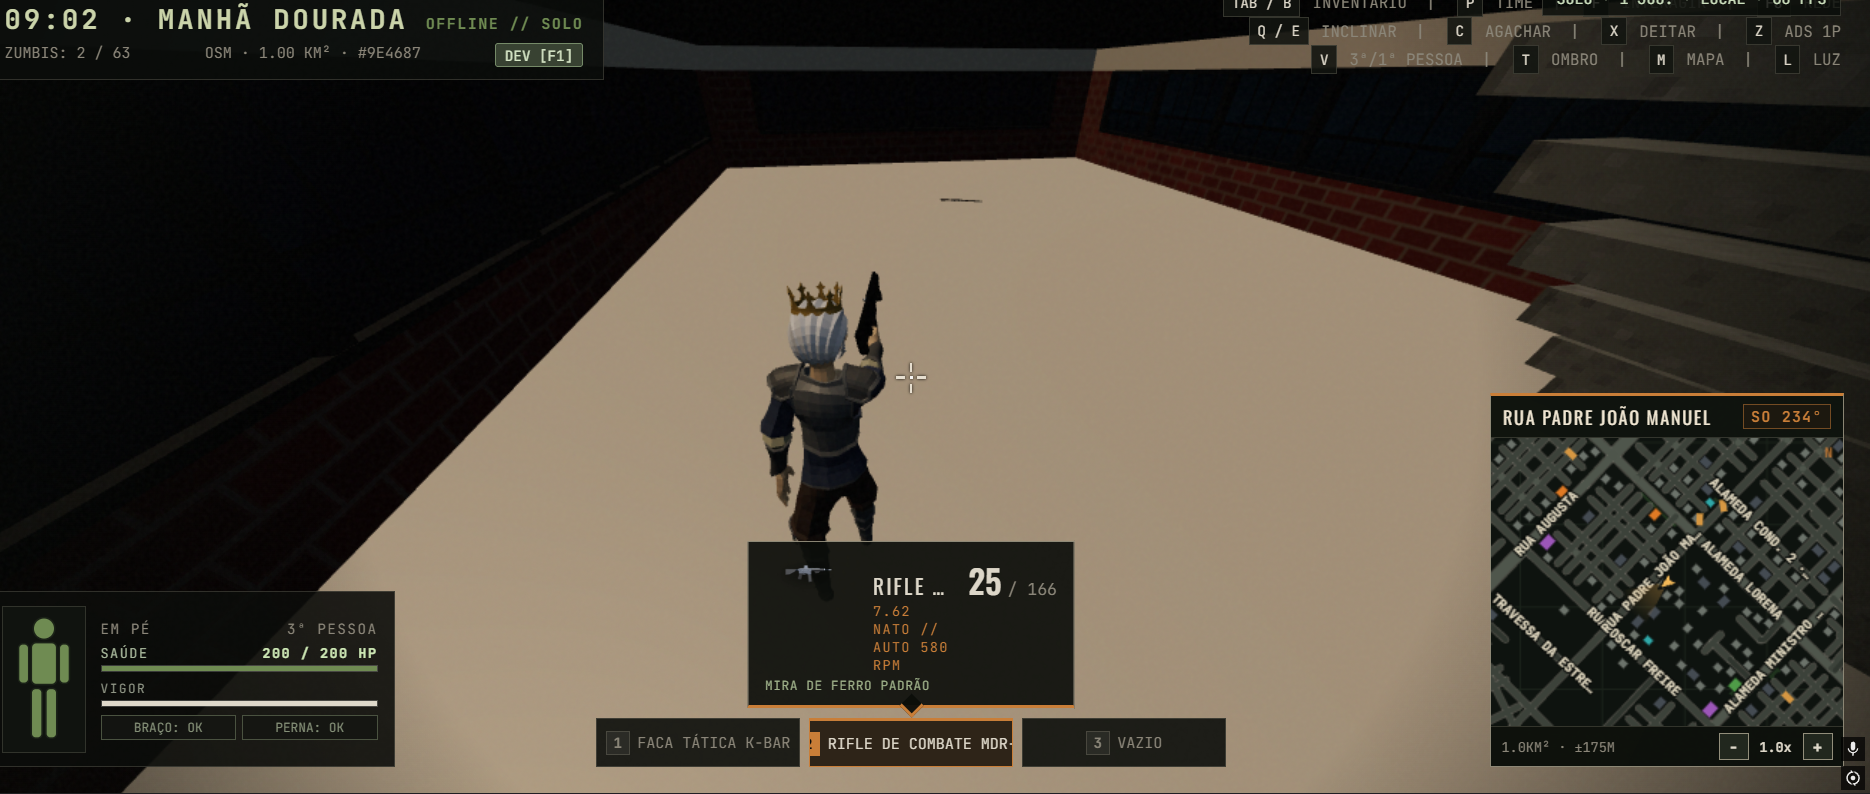 09:02 · MANHÃ DOURADA OFFLINE // SOLO
ZUMBIS: 2 / 63 OSM · 1.00 KM² · #9E4687 DEV [F1]
TAB / B INVENTÁRIO | P TIME
Q / E INCLINAR | C AGACHAR | X DEITAR | Z ADS 1P
V 3ª/1ª PESSOA | T OMBRO | M MAPA | L LUZ
RUA PADRE JOÃO MANUEL SO 234°
N
ALAMEDA COND.
RUA AUGUSTA
RUA PADRE JOÃO MA
ALAMEDA LORENA
TRAVESSA DA ESTRE…
OSCAR FREIRE
ALAMEDA MINISTRO
1.0KM² · ±175M - 1.0x +
EM PÉ 3ª PESSOA
SAÚDE 200 / 200 HP
VIGOR
BRAÇO: OK PERNA: OK
RIFLE … 25 / 166
7.62
NATO //
AUTO 580
RPM
MIRA DE FERRO PADRÃO
1 FACA TÁTICA K-BAR
RIFLE DE COMBATE MDR-
3 VAZIO